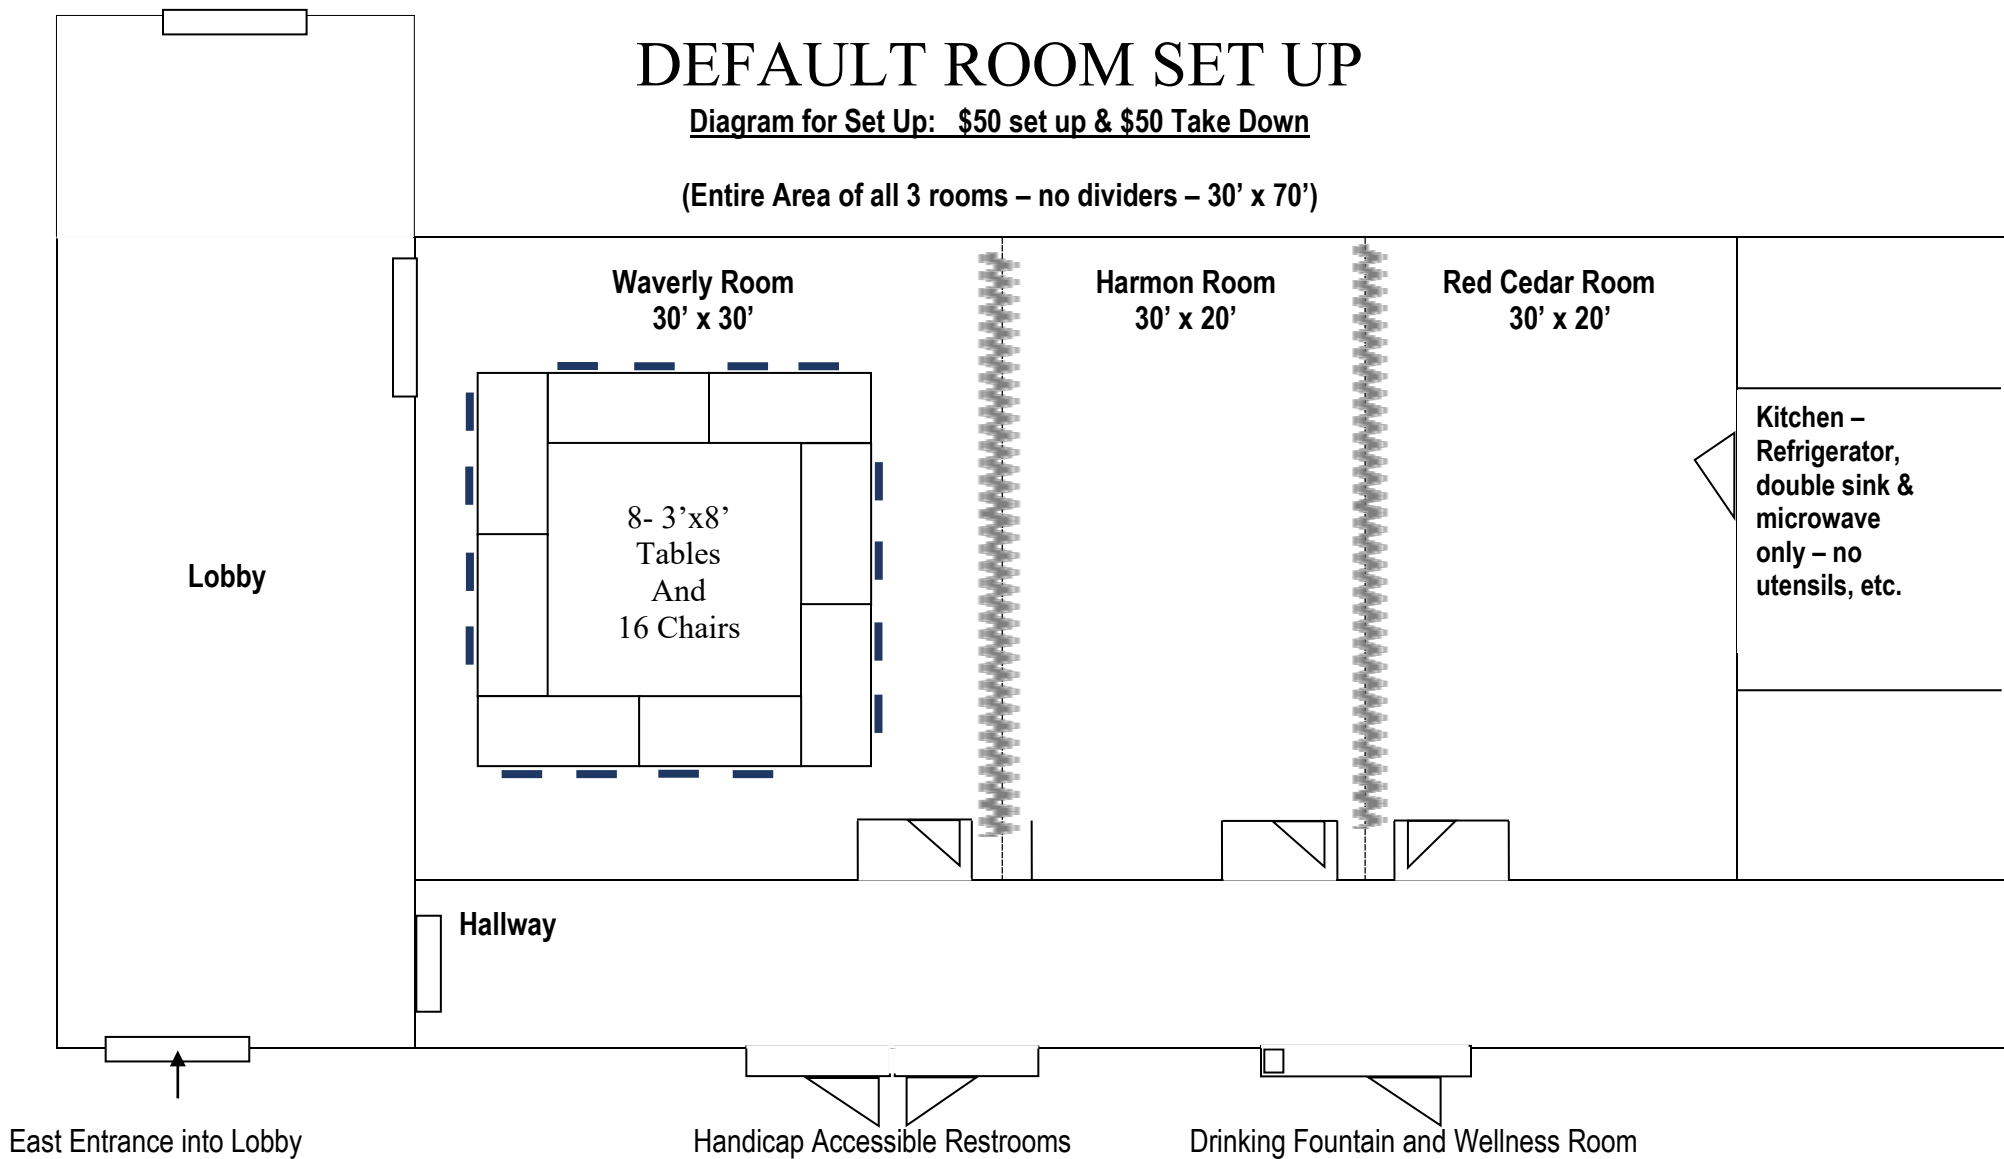 DEFAULT ROOM SET UP
Diagram for Set Up:   $50 set up & $50 Take Down
(Entire Area of all 3 rooms – no dividers – 30’ x 70’)
Waverly Room
30’ x 30’
Harmon Room
30’ x 20’
Red Cedar Room
30’ x 20’
Kitchen –
Refrigerator,
double sink &
microwave
only – no
utensils, etc.
8- 3’x8’
Tables
And
16 Chairs
Lobby
Hallway
East Entrance into Lobby
Handicap Accessible Restrooms
Drinking Fountain and Wellness Room